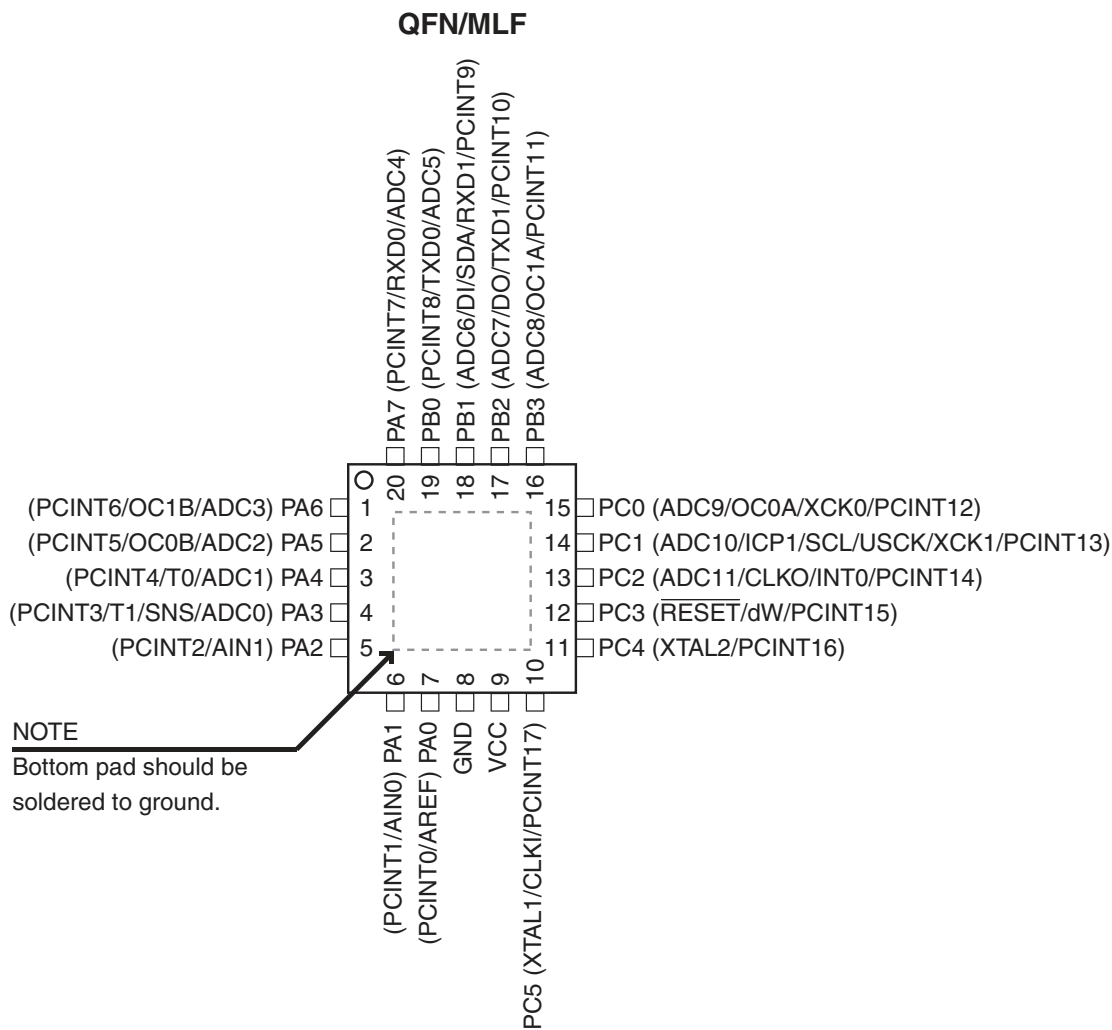 QFN/MLF
PA7 (PCINT7/RXD0/ADC4)
PB0 (PCINT8/TXD0/ADC5)
PB1 (ADC6/DI/SDA/RXD1/PCINT9)
PB2 (ADC7/DO/TXD1/PCINT10)
PB3 (ADC8/OC1A/PCINT11)
20
19
18
17
16
(PCINT6/OC1B/ADC3) PA6 1
(PCINT5/OC0B/ADC2) PA5 2
(PCINT4/T0/ADC1) PA4 3
(PCINT3/T1/SNS/ADC0) PA3 4
(PCINT2/AIN1) PA2 5
15 PC0 (ADC9/OC0A/XCK0/PCINT12)
14 PC1 (ADC10/ICP1/SCL/USCK/XCK1/PCINT13)
13 PC2 (ADC11/CLKO/INT0/PCINT14)
12 PC3 (RESET/dW/PCINT15)
11 PC4 (XTAL2/PCINT16)
6
7
8
9
10
(PCINT1/AIN0) PA1
(PCINT0/AREF) PA0
GND
VCC
PC5 (XTAL1/CLKI/PCINT17)
NOTE
Bottom pad should be
soldered to ground.